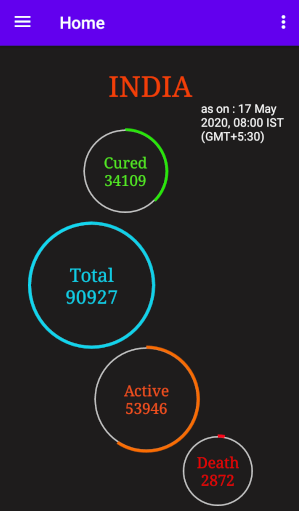 Home
INDIA
as on : 17 May
2020, 08:00 IST
(GMT+5:30)
Cured
34109
Total
90927
Active
53946
Death
2872